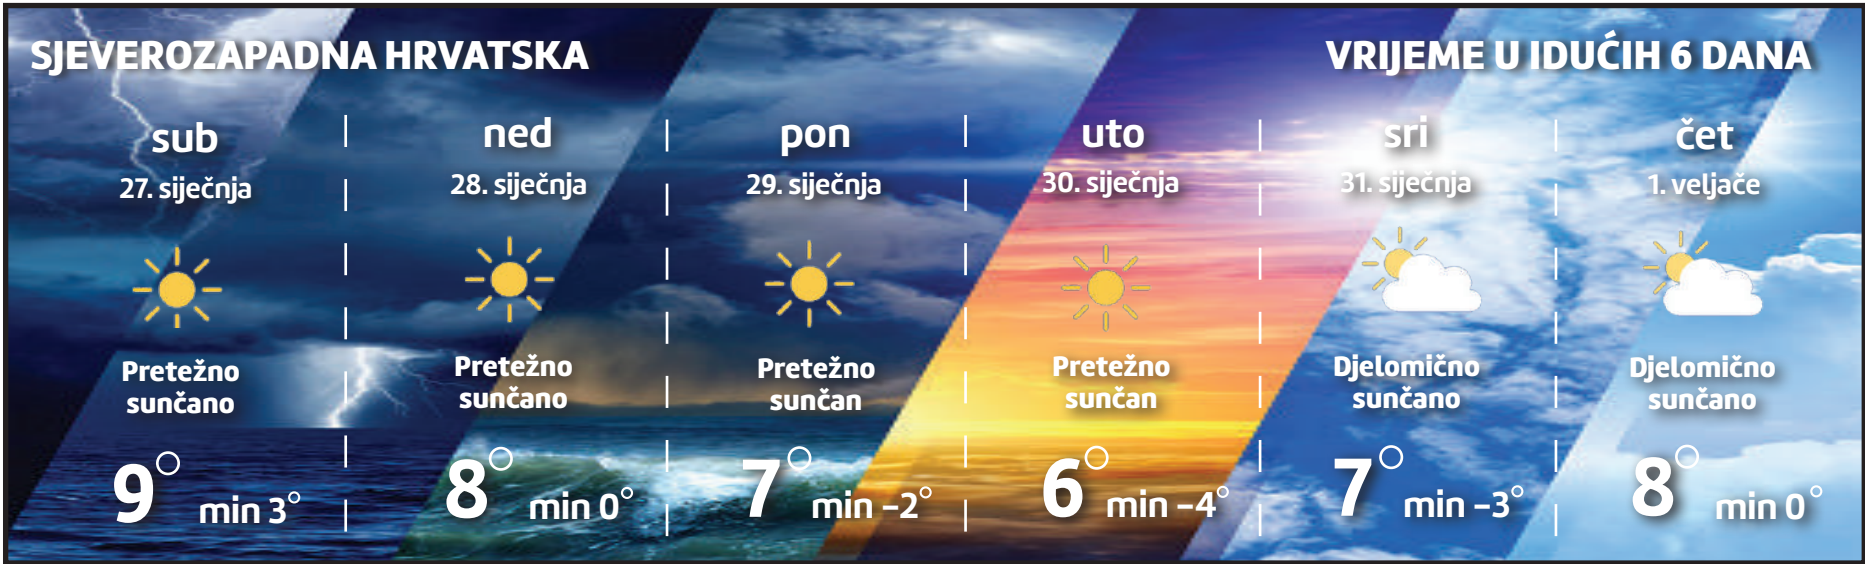 SJEVEROZAPADNA HRVATSKA
VRIJEME U IDUĆIH 6 DANA
sub
27. siječnja
Pretežno
sunčano
9° min 3°
ned
28. siječnja
Pretežno
sunčano
8° min 0°
pon
29. siječnja
Pretežno
sunčan
7° min –2°
uto
30. siječnja
Pretežno
sunčan
6° min –4°
sri
31. siječnja
Djelomično
sunčano
7° min –3°
čet
1. veljače
Djelomično
sunčano
8° min 0°